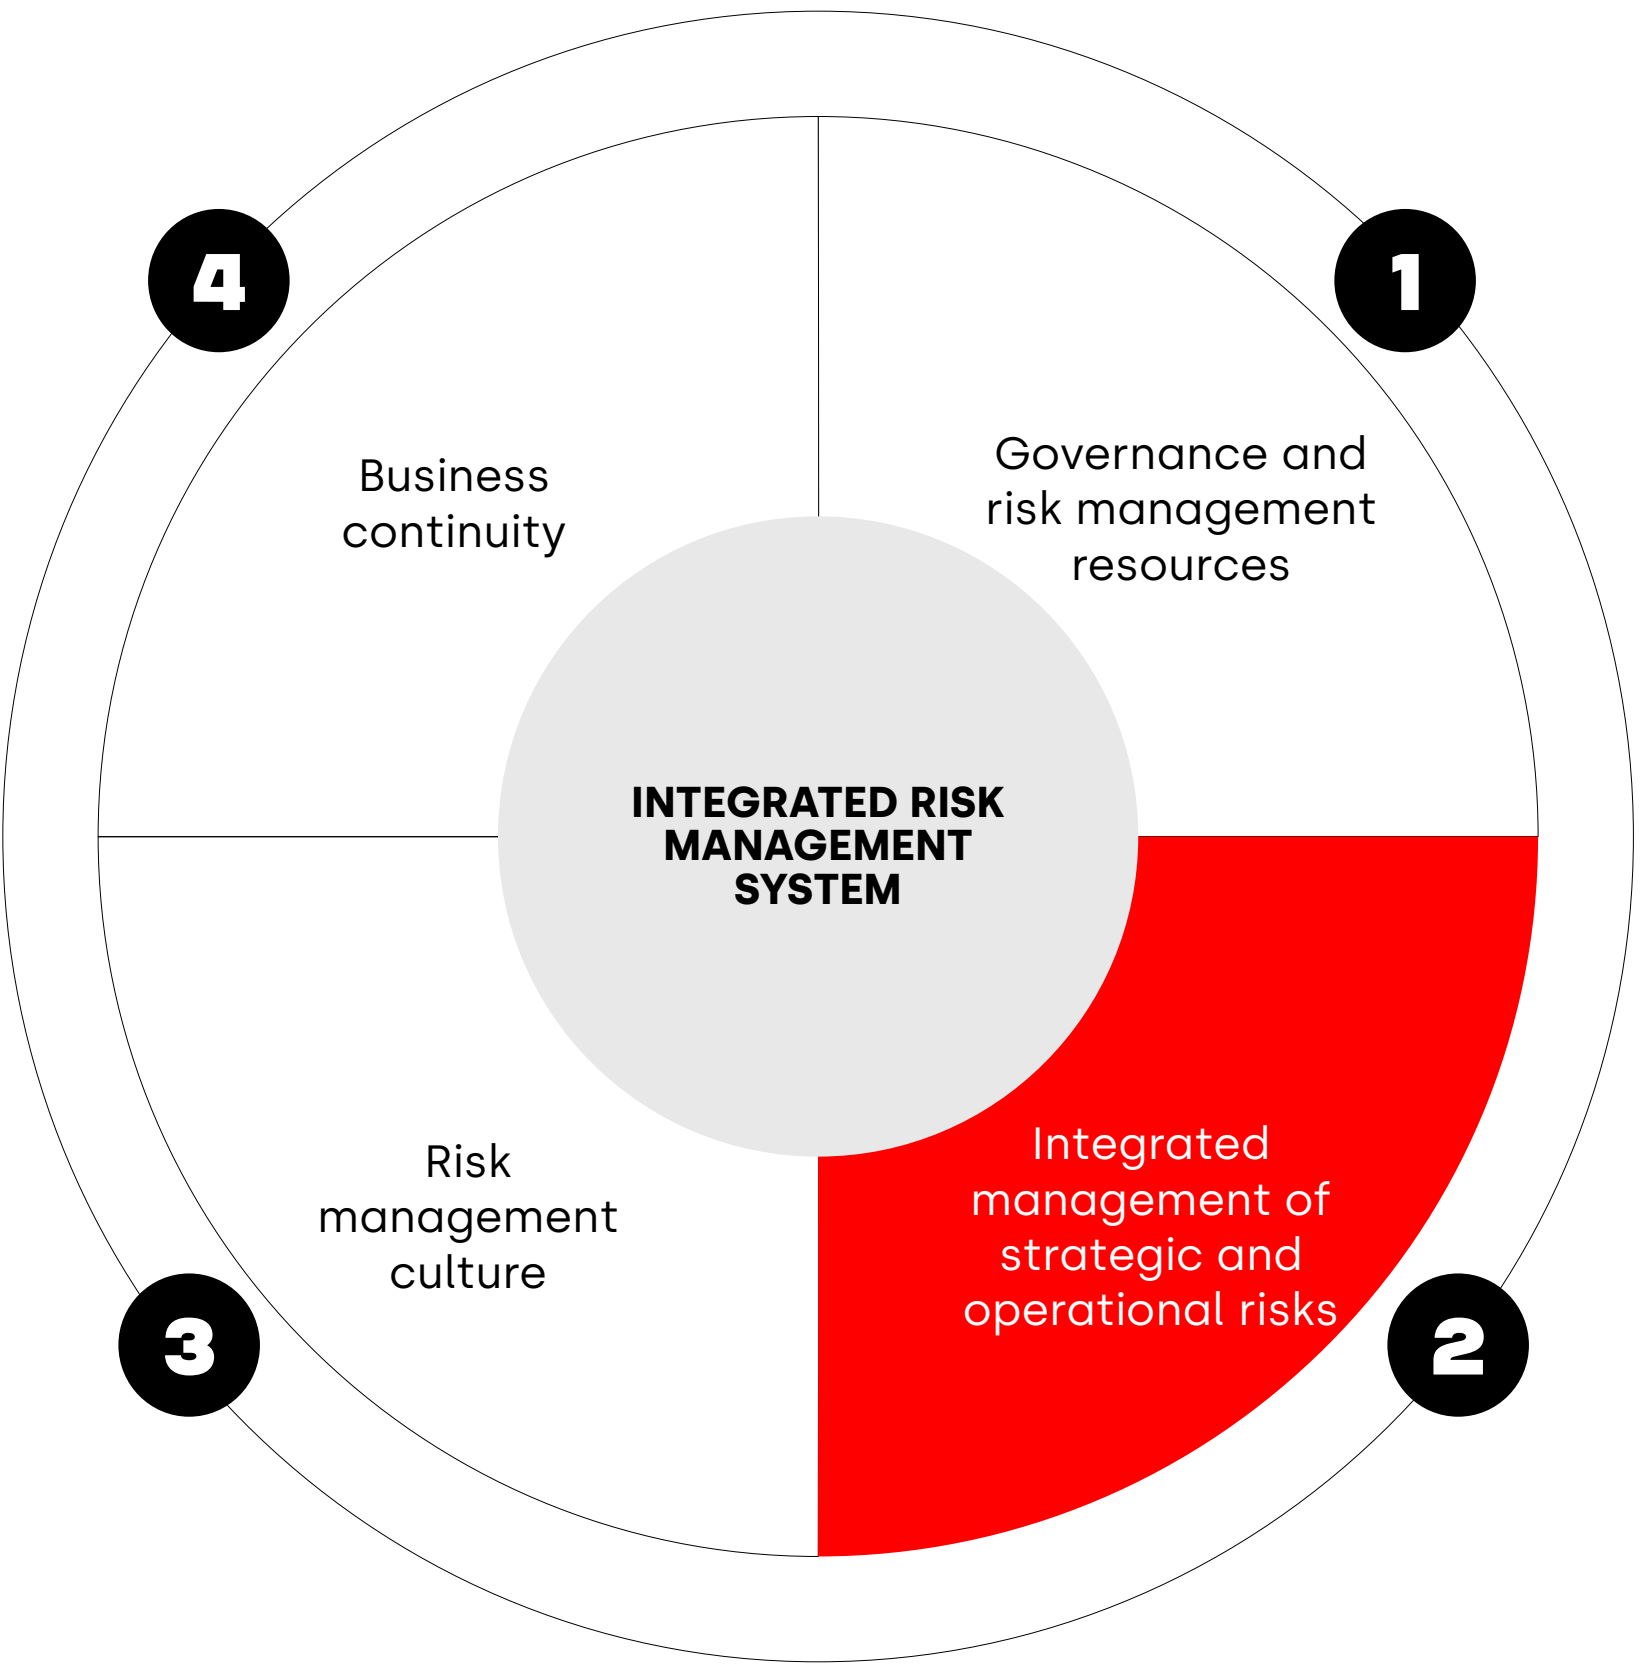 4
1
Business
continuity
Governance and
risk management
resources
INTEGRATED RISK
MANAGEMENT
SYSTEM
Risk
management
culture
Integrated
management of
strategic and
operational risks
3
2